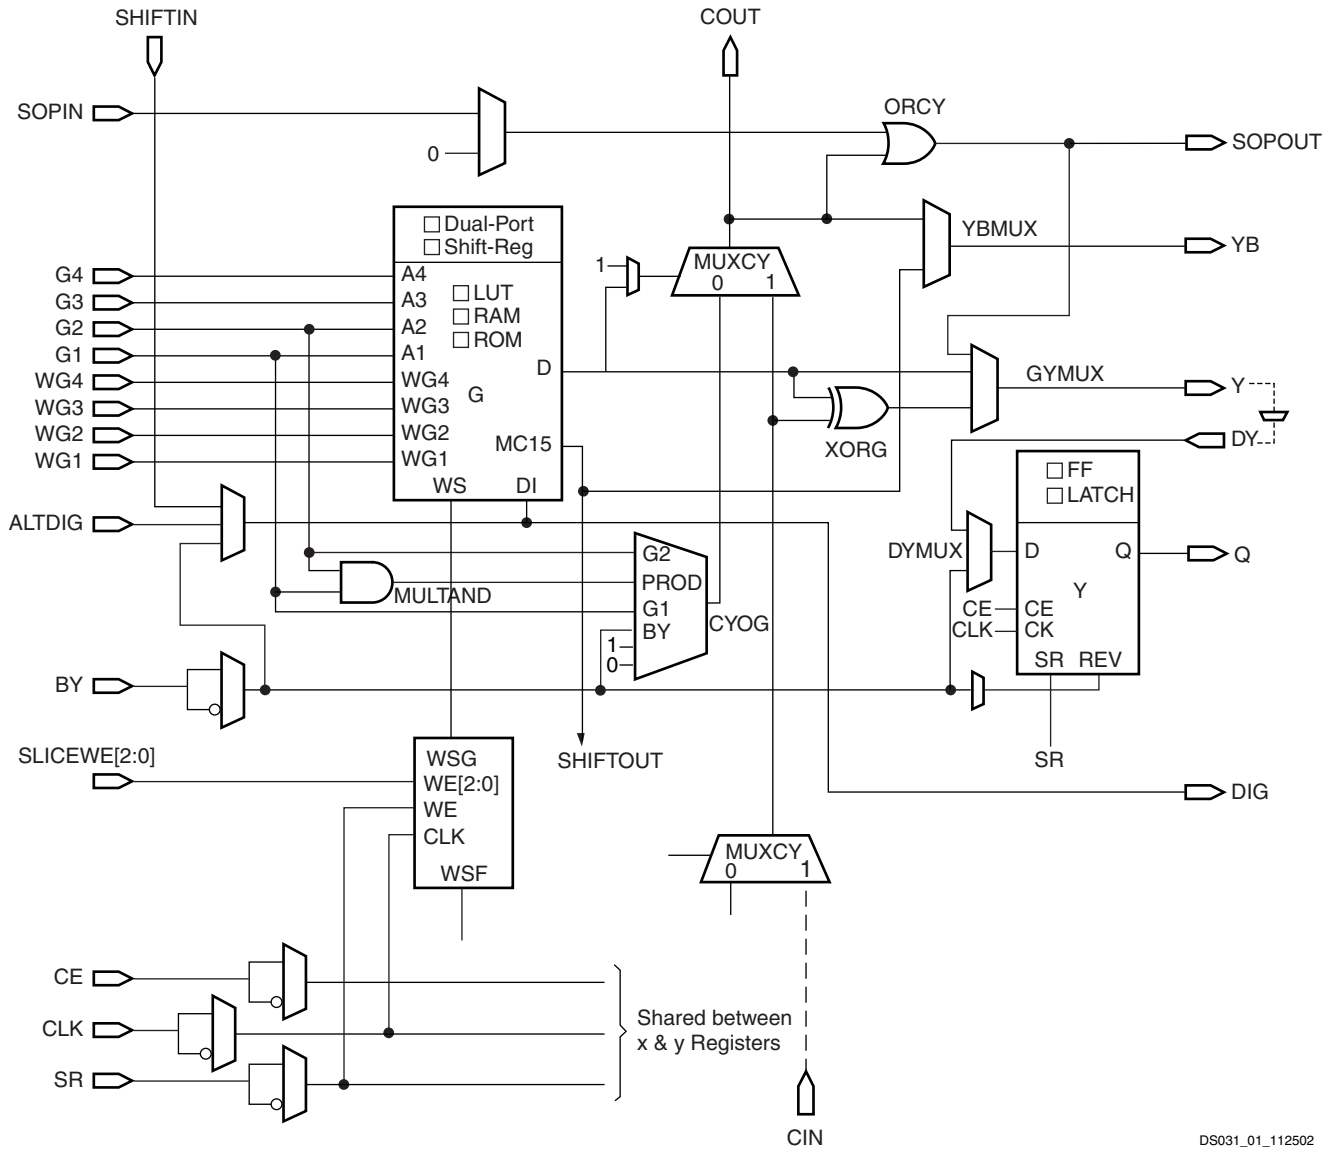 SHIFTIN
COUT
SOPIN
0
ORCY
SOPOUT
Dual-Port
Shift-Reg
YBMUX
YB
G4
G3
G2
G1
WG4
WG3
WG2
WG1
A4
A3
A2
A1
WG4
WG3
WG2
WG1
LUT
RAM
ROM
G
D
MC15
WS
DI
1
MUXCY
0 1
GYMUX
Y
DY
XORG
FF
LATCH
ALTDIG
DYMUX
D
Q
Q
Y
CE
CE
CLK
CK
SR REV
SR
G2
PROD
G1
BY
1
0
MULTAND
CYOG
BY
SHIFTOUT
SLICEWE[2:0]
WSG
WE[2:0]
WE
CLK
WSF
DIG
MUXCY
0 1
CE
CLK
SR
Shared between
x & y Registers
CIN
DS031_01_112502